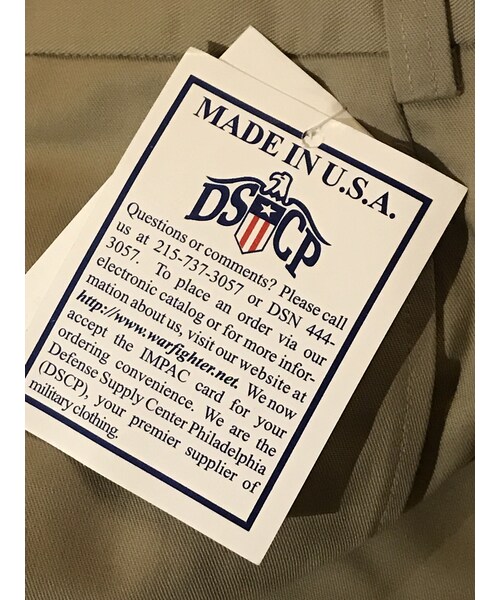 MADE IN U.S.A.
DSCP
Questions or comments? Please call
us at 215-737-3057 or DSN 444-
3057. To place an order via our
electronic catalog or for more infor-
mation about us, visit our website at
http://www.warfighter.net. We now
accept the IMPAC card for your
ordering convenience. We are the
Defense Supply Center Philadelphia
(DSCP), your premier supplier of
military clothing.